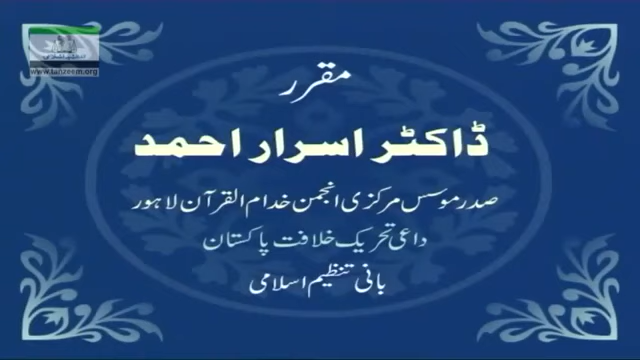 www.tanzeem.org
مقرر
ڈاکٹر اسرار احمد
صدر موسس مرکزی انجمن خدام القرآن لاہور
داعی تحریک خلافت پاکستان
بانی تنظیم اسلامی